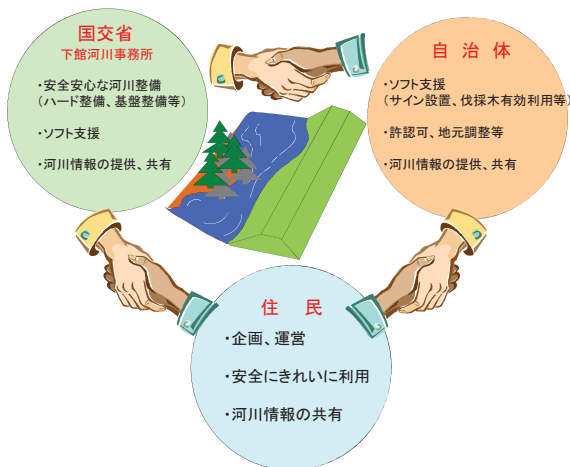 国交省
下館河川事務所
・安全安心な河川整備
（ハード整備、基盤整備等）
・ソフト支援
・河川情報の提供、共有
自 治 体
・ソフト支援
（サイン設置、伐採木有効利用等）
・許認可、地元調整等
・河川情報の提供、共有
住 民
・企画、運営
・安全にきれいに利用
・河川情報の共有